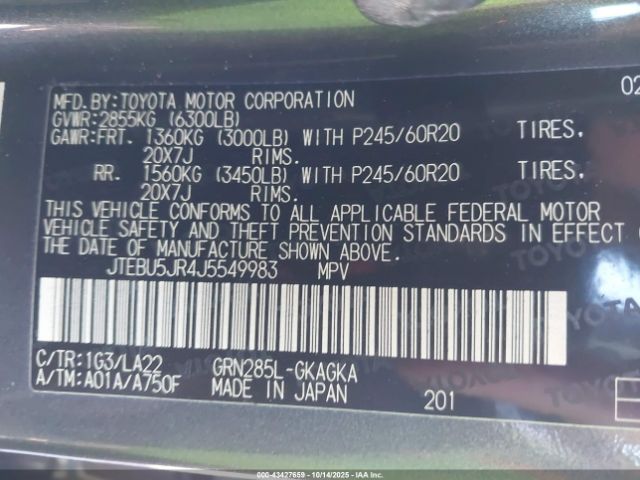 MFD.BY:TOYOTA MOTOR CORPORATION 02
GVWR:2855KG (6300LB)
GAWR:FRT. 1360KG (3000LB) WITH P245/60R20 TIRES,
20X7J RIMS.
RR. 1560KG (3450LB) WITH P245/60R20 TIRES,
20X7J RIMS.
THIS VEHICLE CONFORMS TO ALL APPLICABLE FEDERAL MOTOR
VEHICLE SAFETY AND THEFT PREVENTION STANDARDS IN EFFECT
THE DATE OF MANUFACTURE SHOWN ABOVE.
JTEBU5JR4J5549983 MPV
C/TR:1G3/LA22 GRN285L-GKAGKA
A/TM:A01A/A750F MADE IN JAPAN 201
000-43427659 - 10/14/2025 - IAAI.CA